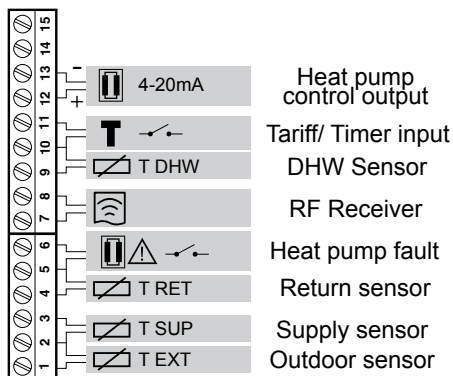 15
14
13
12
11
10
9
8
7
6
5
4
3
2
1
−
+
4-20mA
Heat pump
control output
T
Tariff/ Timer input
T DHW
DHW Sensor
RF Receiver
Heat pump fault
T RET
Return sensor
T SUP
Supply sensor
T EXT
Outdoor sensor